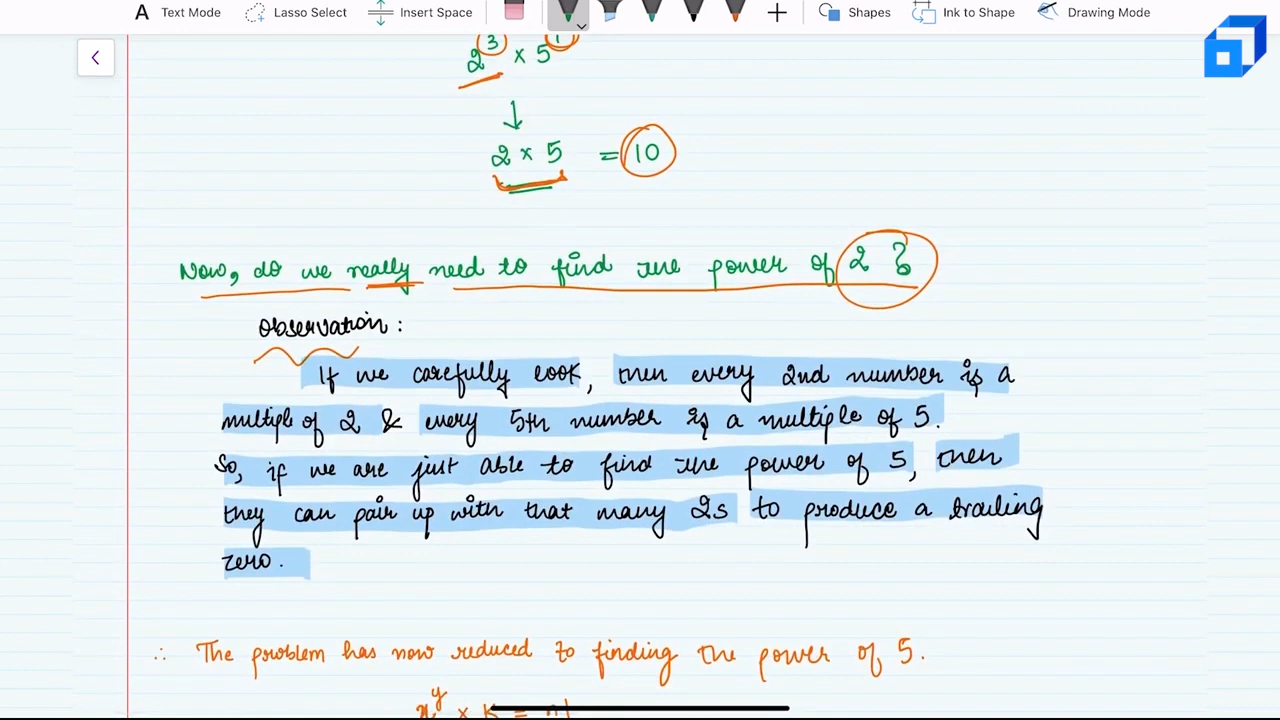 A Text Mode Lasso Select Insert Space Shapes Ink to Shape Drawing Mode
2³ × 5¹
↓
2 × 5 = 10
Now, do we really need to find the power of 2 ?
Observation :
If we carefully look, then every 2nd number is a
multiple of 2 & every 5th number is a multiple of 5.
So, if we are just able to find the power of 5, then
they can pair up with that many 2s to produce a trailing
zero.
∴ The problem has now reduced to finding the power of 5.
x^y × k = n!